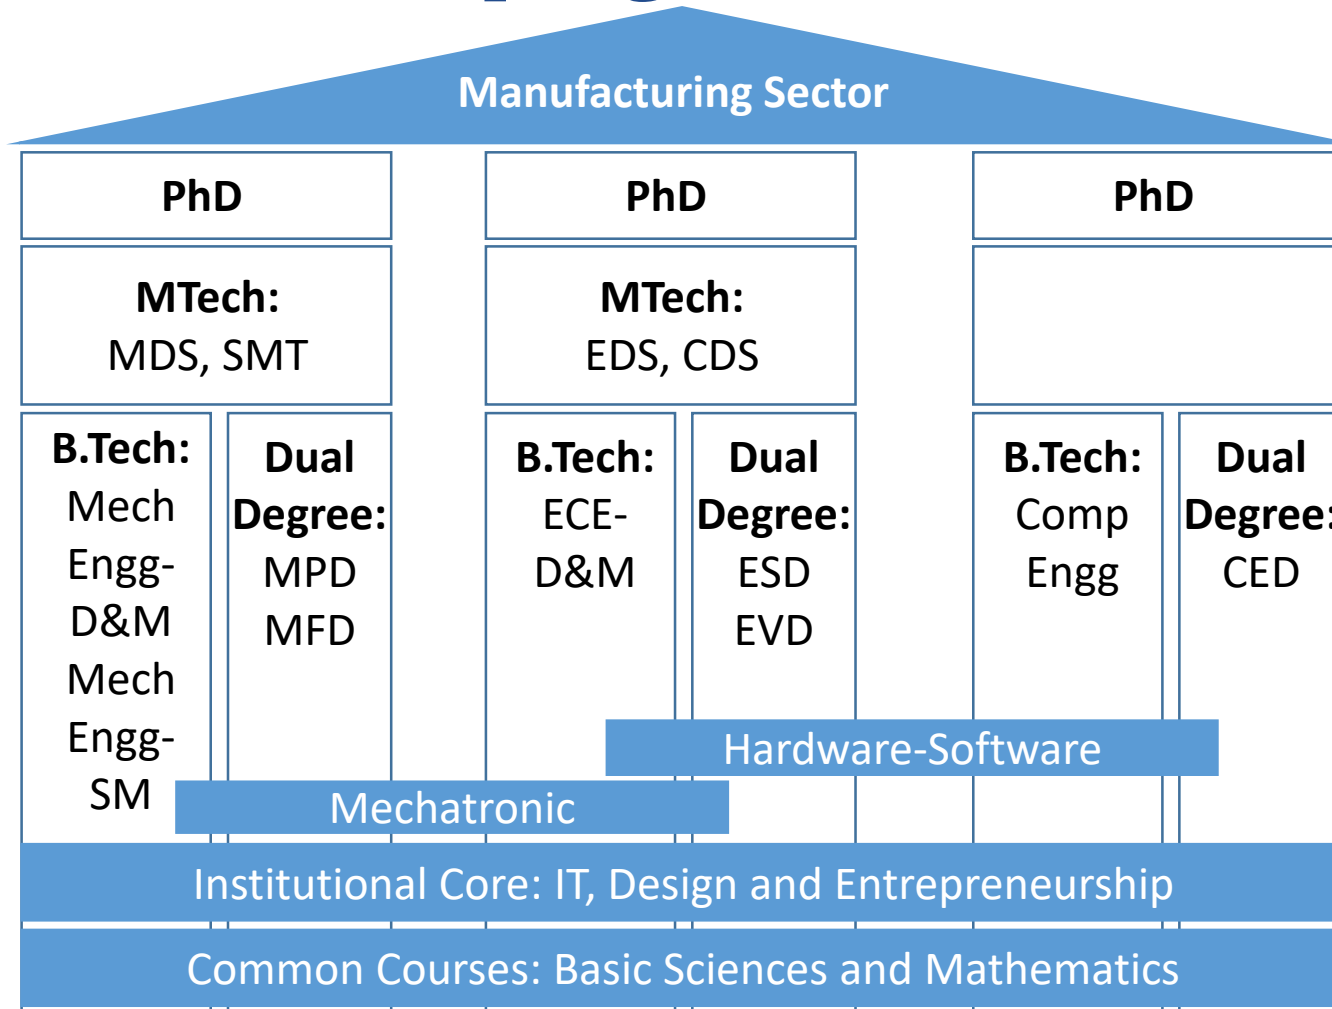 Manufacturing Sector
PhD
PhD
PhD
MTech:
MDS, SMT
MTech:
EDS, CDS
B.Tech:
Mech
Engg-
D&M
Mech
Engg-
SM
Dual
Degree:
MPD
MFD
B.Tech:
ECE-
D&M
Dual
Degree:
ESD
EVD
B.Tech:
Comp
Engg
Dual
Degree:
CED
Hardware-Software
Mechatronic
Institutional Core: IT, Design and Entrepreneurship
Common Courses: Basic Sciences and Mathematics